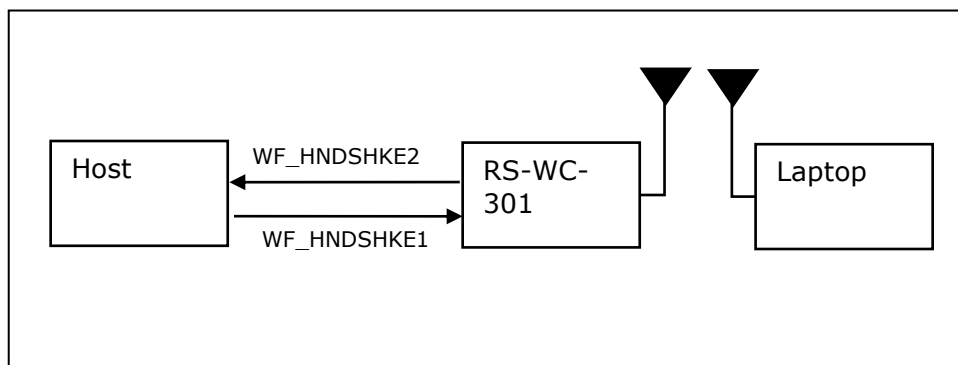 Host
WF_HNDSHKE2
WF_HNDSHKE1
RS-WC-
301
Laptop